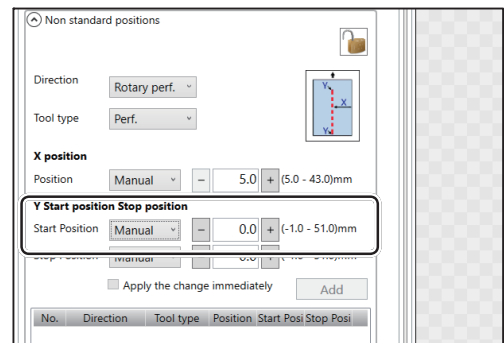 Non standard positions
Direction Rotary perf.
Tool type Perf.
Y
X
Y
X position
Position Manual − 5.0 + (5.0 - 43.0)mm
Y Start position Stop position
Start Position Manual − 0.0 + (-1.0 - 51.0)mm
Apply the change immediately Add
No. Direction Tool type Position Start Posi Stop Posi